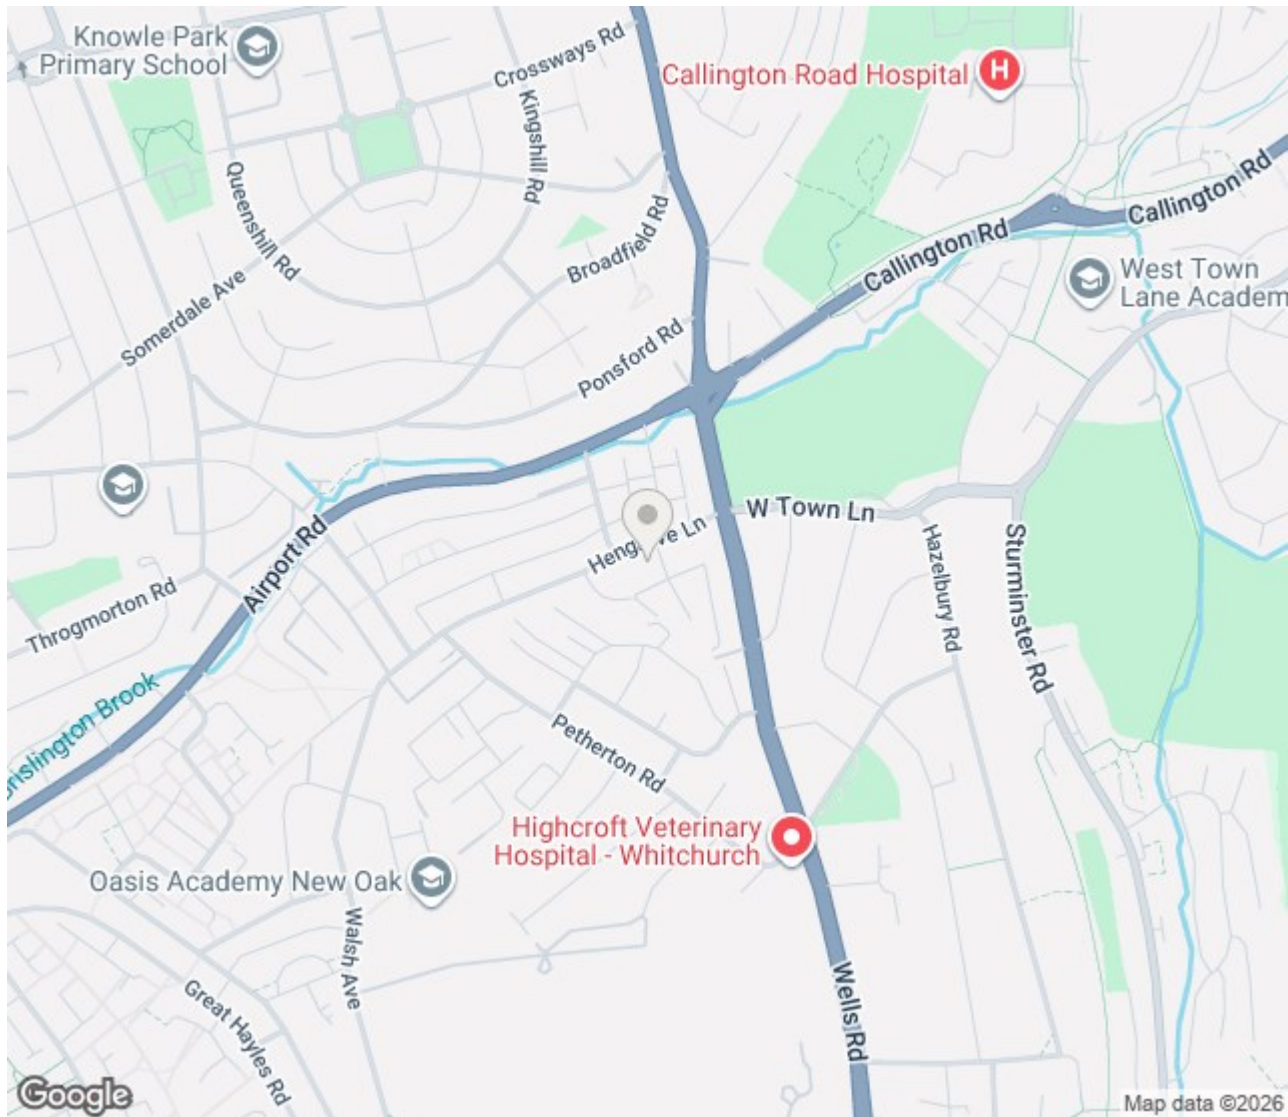 Knowle Park
Primary School
Crossways Rd
Callington Road Hospital
H
Kingshill Rd
Queenshill Rd
Broadfield Rd
Callington Rd
Callington Rd
Somerdale Ave
West Town
Lane Academ
Ponsford Rd
W Town Ln
Airport Rd
Hazelbury Rd
Sturminster Rd
Throgmorton Rd
Petherton Rd
Highcroft Veterinary
Hospital - Whitchurch
Oasis Academy New Oak
Walsh Ave
Great Hayles Rd
Wells Rd
Google
Map data ©2026